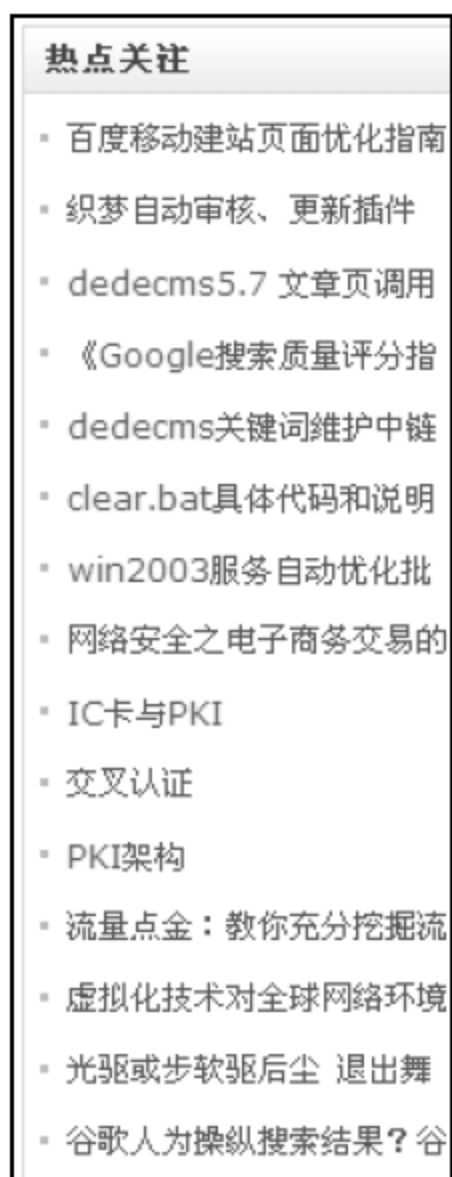 热点关注
百度移动建站页面优化指南
织梦自动审核、更新插件
dedecms5.7 文章页调用
《Google搜索质量评分指
dedecms关键词维护中链
clear.bat具体代码和说明
win2003服务自动优化批
网络安全之电子商务交易的
IC卡与PKI
交叉认证
PKI架构
流量点金：教你充分挖掘流
虚拟化技术对全球网络环境
光驱或步软驱后尘 退出舞
谷歌人为操纵搜索结果？谷